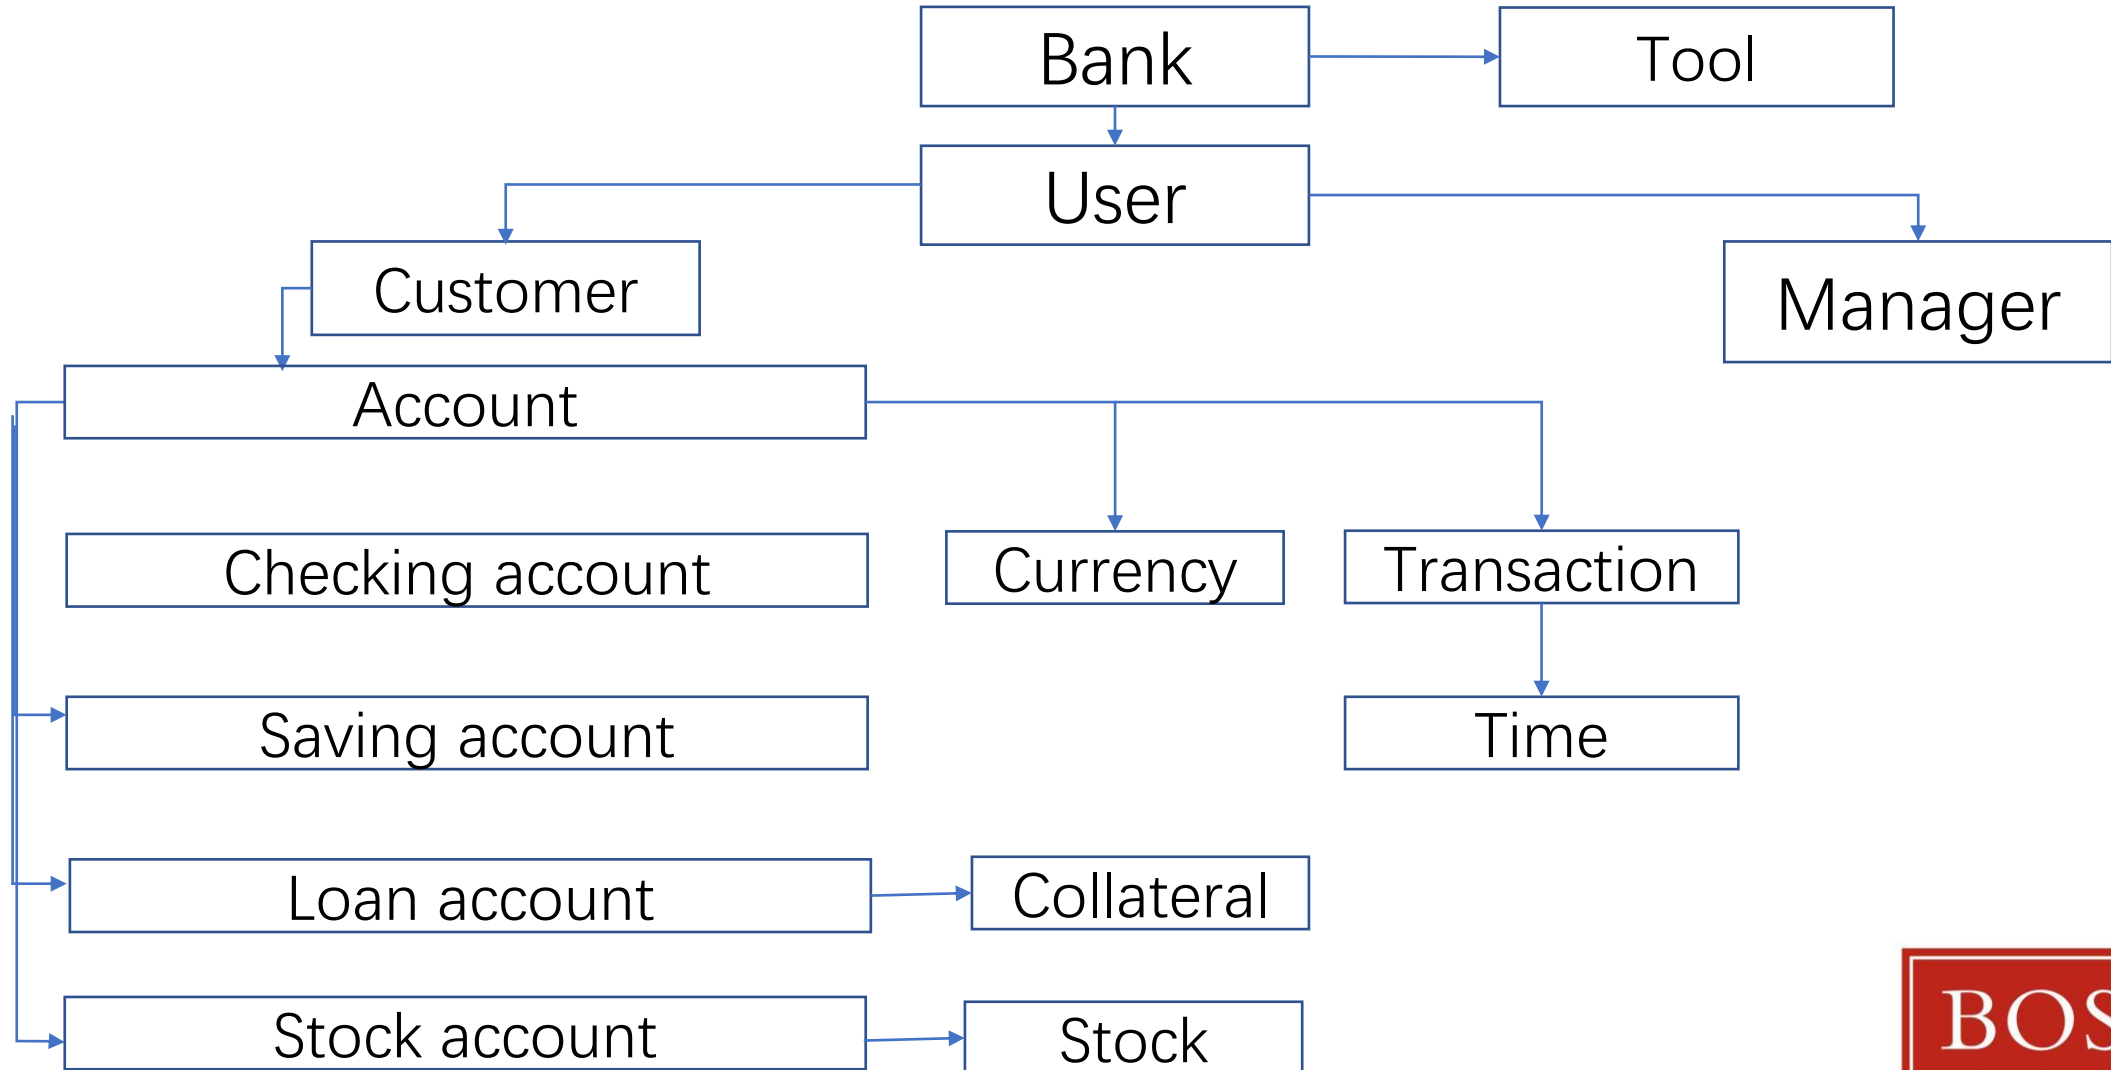 Bank
Tool
User
Customer
Manager
Account
Checking account
Currency
Transaction
Saving account
Time
Loan account
Collateral
Stock account
Stock
BOS